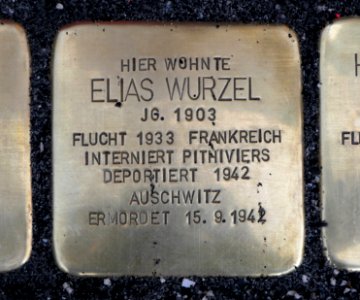 HIER WOHNTE
ELIAS WURZEL
JG. 1903
FLUCHT 1933 FRANKREICH
INTERNIERT PITHIVIERS
DEPORTIERT 1942
AUSCHWITZ
ERMORDET 15.9.1942